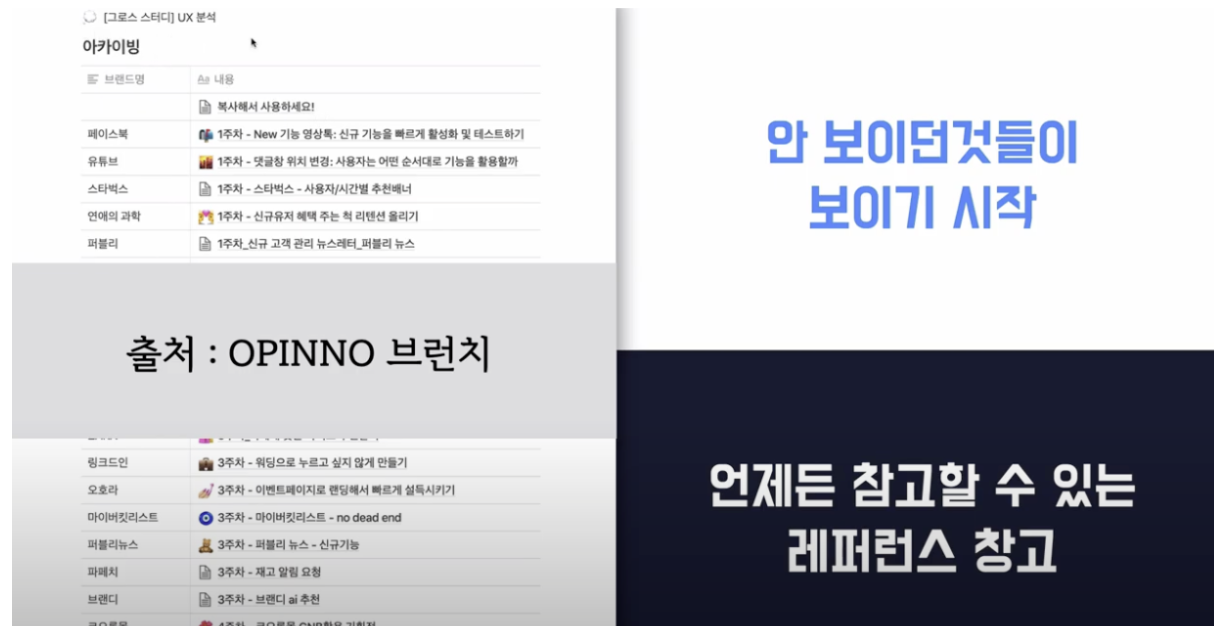 [그로스 스터디] UX 분석
아카이빙
브랜드명 Aa 내용
복사해서 사용하세요!
페이스북 1주차 - New 기능 영상톡: 신규 기능을 빠르게 활성화 및 테스트하기
유튜브 1주차 - 댓글창 위치 변경: 사용자는 어떤 순서대로 기능을 활용할까
스타벅스 1주차 - 스타벅스 - 사용자/시간별 추천배너
연애의 과학 1주차 - 신규유저 혜택 주는 척 리텐션 올리기
퍼블리 1주차_신규 고객 관리 뉴스레터_퍼블리 뉴스
출처 : OPINNO 브런치
링크드인 3주차 - 워딩으로 누르고 싶지 않게 만들기
오호라 3주차 - 이벤트페이지로 랜딩해서 빠르게 설득시키기
마이버킷리스트 3주차 - 마이버킷리스트 - no dead end
퍼블리뉴스 3주차 - 퍼블리 뉴스 - 신규기능
파페치 3주차 - 재고 알림 요청
브랜디 3주차 - 브랜디 ai 추천
안 보이던것들이
보이기 시작
언제든 참고할 수 있는
레퍼런스 창고